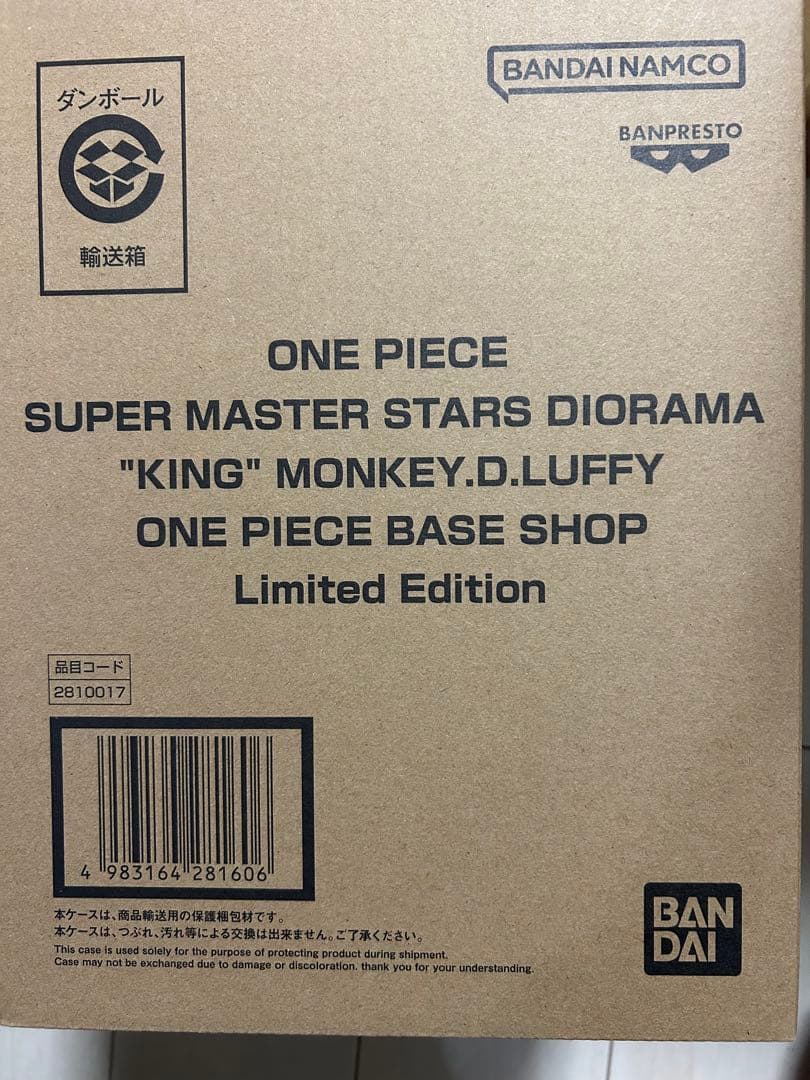 ダンボール
輸送箱
BANDAI NAMCO
BANPRESTO
ONE PIECE
SUPER MASTER STARS DIORAMA
"KING" MONKEY.D.LUFFY
ONE PIECE BASE SHOP
Limited Edition
品目コード
2810017
4 983164 281606
本ケースは、商品輸送用の保護梱包材です。
本ケースは、つぶれ、汚れ等による交換は出来ません。ご了承ください。
This case is used solely for the purpose of protecting product during shipment.
Case may not be exchanged due to damage or discoloration. thank you for your understanding.
BAN
DAI